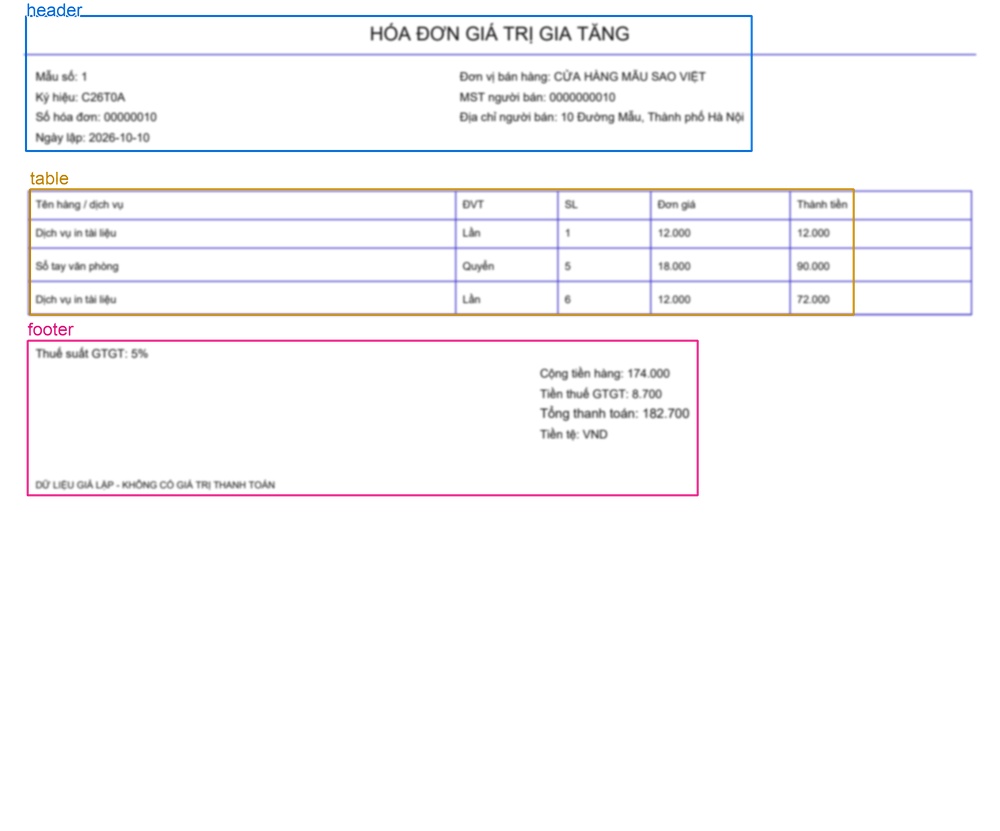 header
HÓA ĐƠN GIÁ TRỊ GIA TĂNG
Mẫu số: 1
Ký hiệu: C26T0A
Số hóa đơn: 00000010
Ngày lập: 2026-10-10
Đơn vị bán hàng: CỬA HÀNG MẪU SAO VIỆT
MST người bán: 0000000010
Địa chỉ người bán: 10 Đường Mẫu, Thành phố Hà Nội
table
Tên hàng / dịch vụ ĐVT SL Đơn giá Thành tiền
Dịch vụ in tài liệu Lần 1 12.000 12.000
Sổ tay văn phòng Quyển 5 18.000 90.000
Dịch vụ in tài liệu Lần 6 12.000 72.000
footer
Thuế suất GTGT: 5%
Cộng tiền hàng: 174.000
Tiền thuế GTGT: 8.700
Tổng thanh toán: 182.700
Tiền tệ: VND
DỮ LIỆU GIẢ LẬP - KHÔNG CÓ GIÁ TRỊ THANH TOÁN